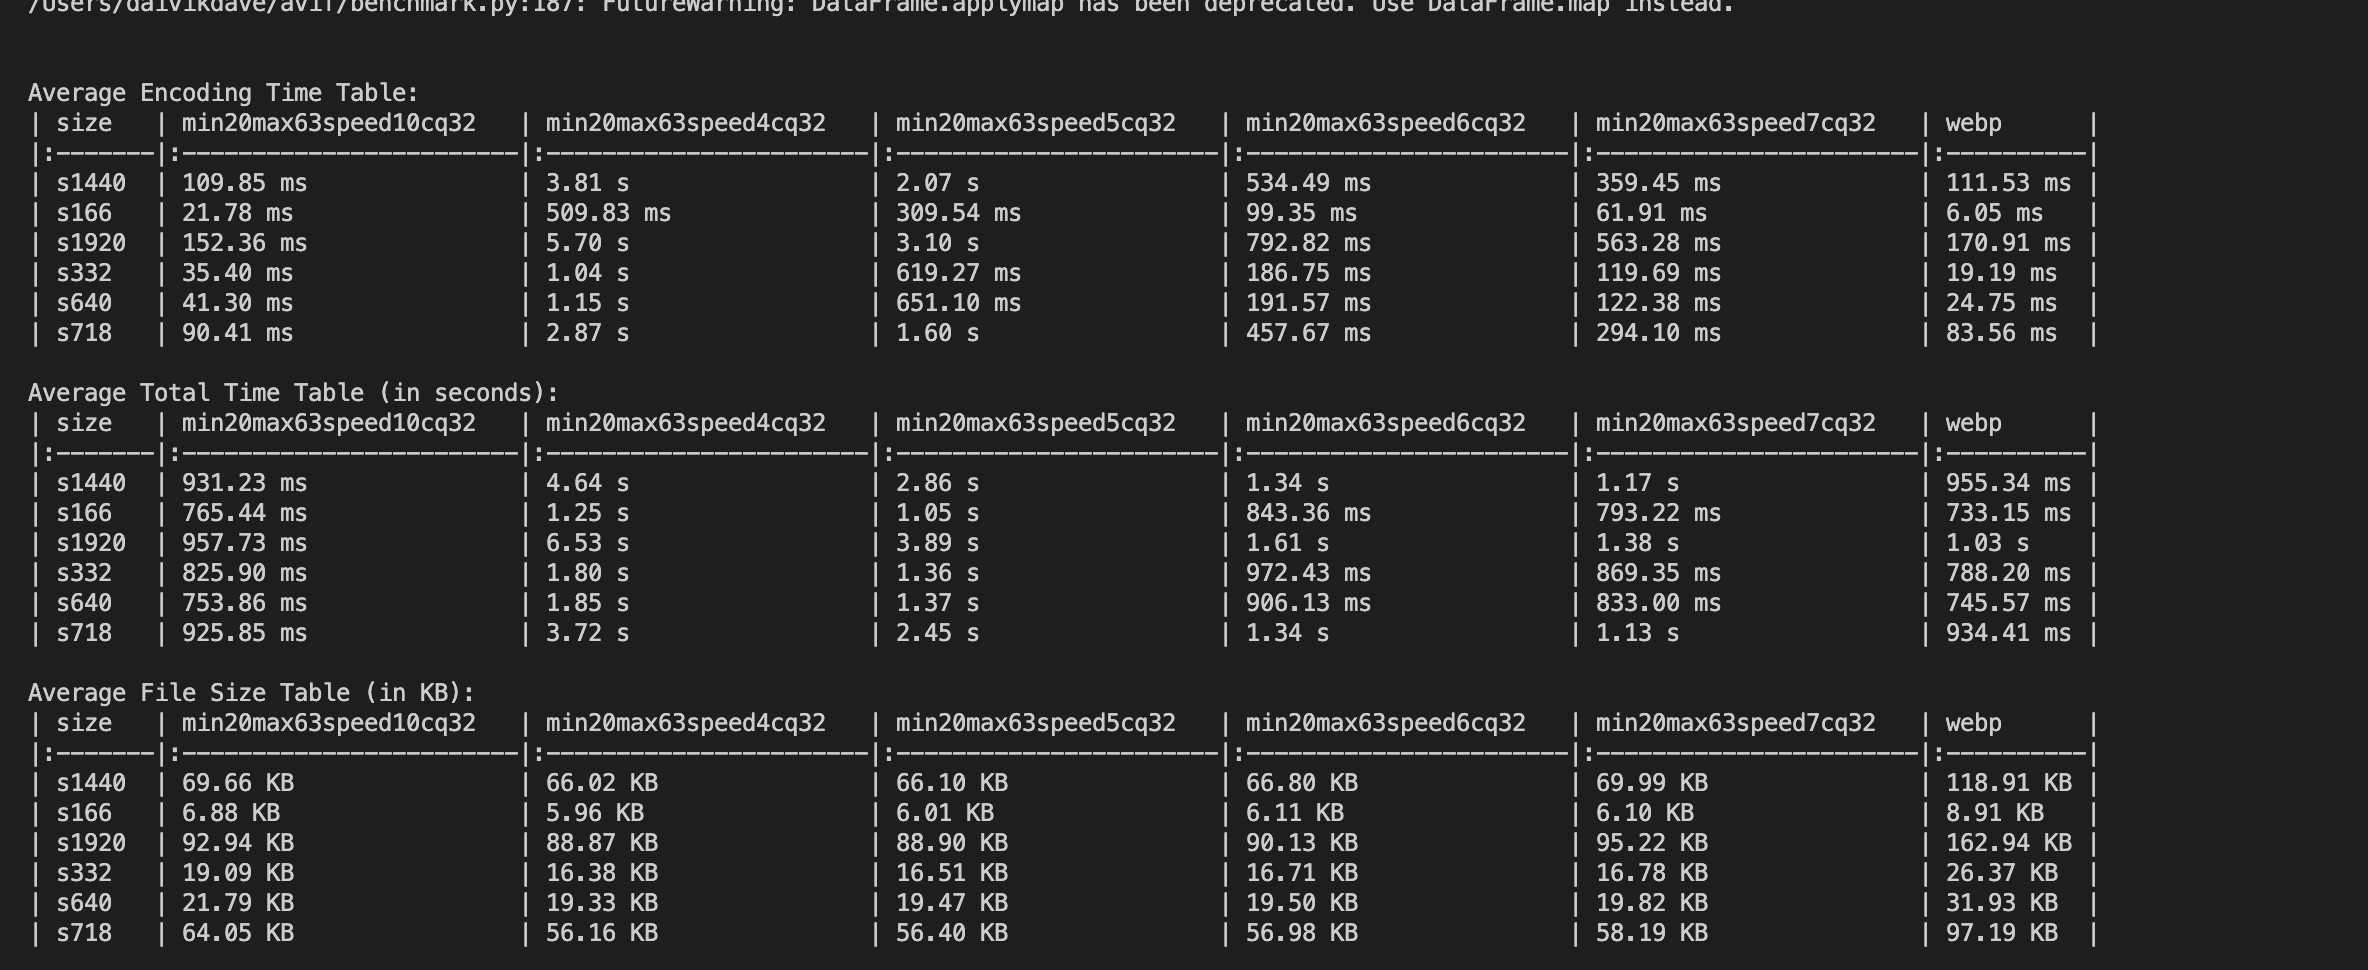 /Users/daivikdave/avif/benchmark.py:187: FutureWarning: DataFrame.applymap has been deprecated. Use DataFrame.map instead.
Average Encoding Time Table:
| size   | min20max63speed10cq32   | min20max63speed4cq32   | min20max63speed5cq32   | min20max63speed6cq32   | min20max63speed7cq32   | webp      |
|:-------|:------------------------|:-----------------------|:-----------------------|:-----------------------|:-----------------------|:----------|
| s1440  | 109.85 ms               | 3.81 s                 | 2.07 s                 | 534.49 ms              | 359.45 ms              | 111.53 ms |
| s166   | 21.78 ms                | 509.83 ms              | 309.54 ms              | 99.35 ms               | 61.91 ms               | 6.05 ms   |
| s1920  | 152.36 ms               | 5.70 s                 | 3.10 s                 | 792.82 ms              | 563.28 ms              | 170.91 ms |
| s332   | 35.40 ms                | 1.04 s                 | 619.27 ms              | 186.75 ms              | 119.69 ms              | 19.19 ms  |
| s640   | 41.30 ms                | 1.15 s                 | 651.10 ms              | 191.57 ms              | 122.38 ms              | 24.75 ms  |
| s718   | 90.41 ms                | 2.87 s                 | 1.60 s                 | 457.67 ms              | 294.10 ms              | 83.56 ms  |
Average Total Time Table (in seconds):
| size   | min20max63speed10cq32   | min20max63speed4cq32   | min20max63speed5cq32   | min20max63speed6cq32   | min20max63speed7cq32   | webp      |
|:-------|:------------------------|:-----------------------|:-----------------------|:-----------------------|:-----------------------|:----------|
| s1440  | 931.23 ms               | 4.64 s                 | 2.86 s                 | 1.34 s                 | 1.17 s                 | 955.34 ms |
| s166   | 765.44 ms               | 1.25 s                 | 1.05 s                 | 843.36 ms              | 793.22 ms              | 733.15 ms |
| s1920  | 957.73 ms               | 6.53 s                 | 3.89 s                 | 1.61 s                 | 1.38 s                 | 1.03 s    |
| s332   | 825.90 ms               | 1.80 s                 | 1.36 s                 | 972.43 ms              | 869.35 ms              | 788.20 ms |
| s640   | 753.86 ms               | 1.85 s                 | 1.37 s                 | 906.13 ms              | 833.00 ms              | 745.57 ms |
| s718   | 925.85 ms               | 3.72 s                 | 2.45 s                 | 1.34 s                 | 1.13 s                 | 934.41 ms |
Average File Size Table (in KB):
| size   | min20max63speed10cq32   | min20max63speed4cq32   | min20max63speed5cq32   | min20max63speed6cq32   | min20max63speed7cq32   | webp      |
|:-------|:------------------------|:-----------------------|:-----------------------|:-----------------------|:-----------------------|:----------|
| s1440  | 69.66 KB                | 66.02 KB               | 66.10 KB               | 66.80 KB               | 69.99 KB               | 118.91 KB |
| s166   | 6.88 KB                 | 5.96 KB                | 6.01 KB                | 6.11 KB                | 6.10 KB                | 8.91 KB   |
| s1920  | 92.94 KB                | 88.87 KB               | 88.90 KB               | 90.13 KB               | 95.22 KB               | 162.94 KB |
| s332   | 19.09 KB                | 16.38 KB               | 16.51 KB               | 16.71 KB               | 16.78 KB               | 26.37 KB  |
| s640   | 21.79 KB                | 19.33 KB               | 19.47 KB               | 19.50 KB               | 19.82 KB               | 31.93 KB  |
| s718   | 64.05 KB                | 56.16 KB               | 56.40 KB               | 56.98 KB               | 58.19 KB               | 97.19 KB  |